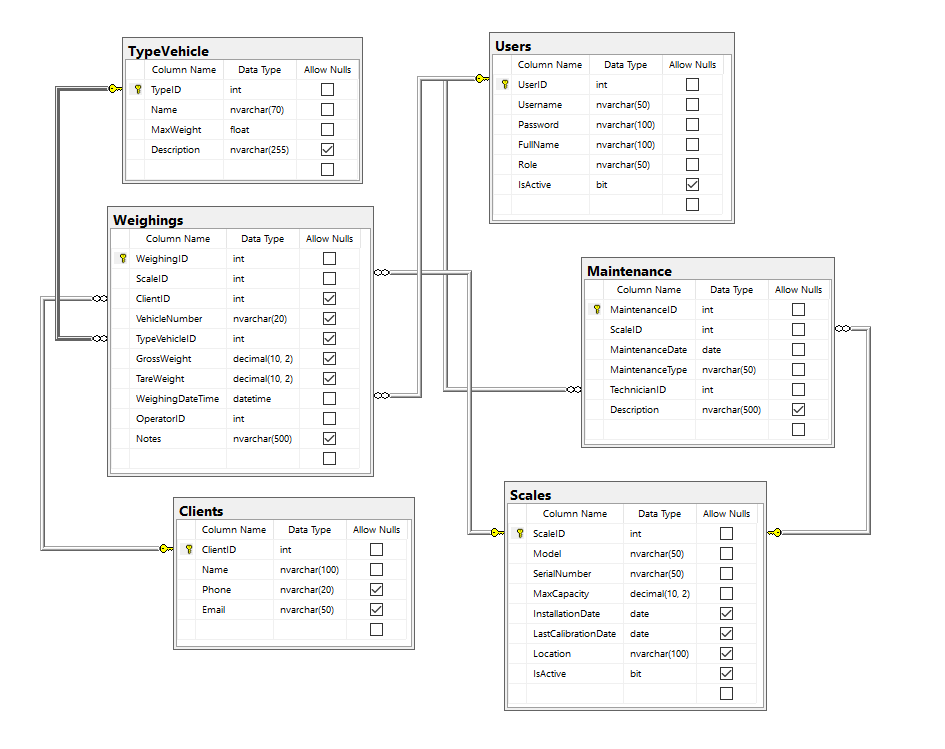 TypeVehicle
Column Name Data Type Allow Nulls
TypeID int
Name nvarchar(70)
MaxWeight float
Description nvarchar(255)
Users
Column Name Data Type Allow Nulls
UserID int
Username nvarchar(50)
Password nvarchar(100)
FullName nvarchar(100)
Role nvarchar(50)
IsActive bit
Weighings
Column Name Data Type Allow Nulls
WeighingID int
ScaleID int
ClientID int
VehicleNumber nvarchar(20)
TypeVehicleID int
GrossWeight decimal(10, 2)
TareWeight decimal(10, 2)
WeighingDateTime datetime
OperatorID int
Notes nvarchar(500)
Maintenance
Column Name Data Type Allow Nulls
MaintenanceID int
ScaleID int
MaintenanceDate date
MaintenanceType nvarchar(50)
TechnicianID int
Description nvarchar(500)
Clients
Column Name Data Type Allow Nulls
ClientID int
Name nvarchar(100)
Phone nvarchar(20)
Email nvarchar(50)
Scales
Column Name Data Type Allow Nulls
ScaleID int
Model nvarchar(50)
SerialNumber nvarchar(50)
MaxCapacity decimal(10, 2)
InstallationDate date
LastCalibrationDate date
Location nvarchar(100)
IsActive bit